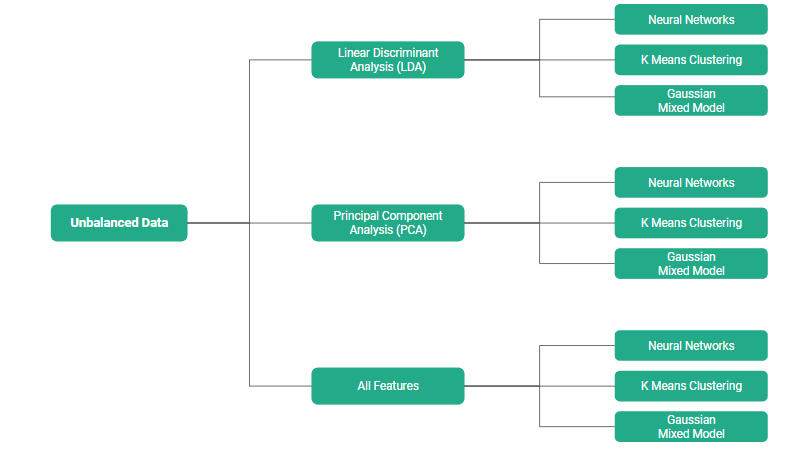 Unbalanced Data
Linear Discriminant
Analysis (LDA)
Neural Networks
K Means Clustering
Gaussian
Mixed Model
Principal Component
Analysis (PCA)
Neural Networks
K Means Clustering
Gaussian
Mixed Model
All Features
Neural Networks
K Means Clustering
Gaussian
Mixed Model